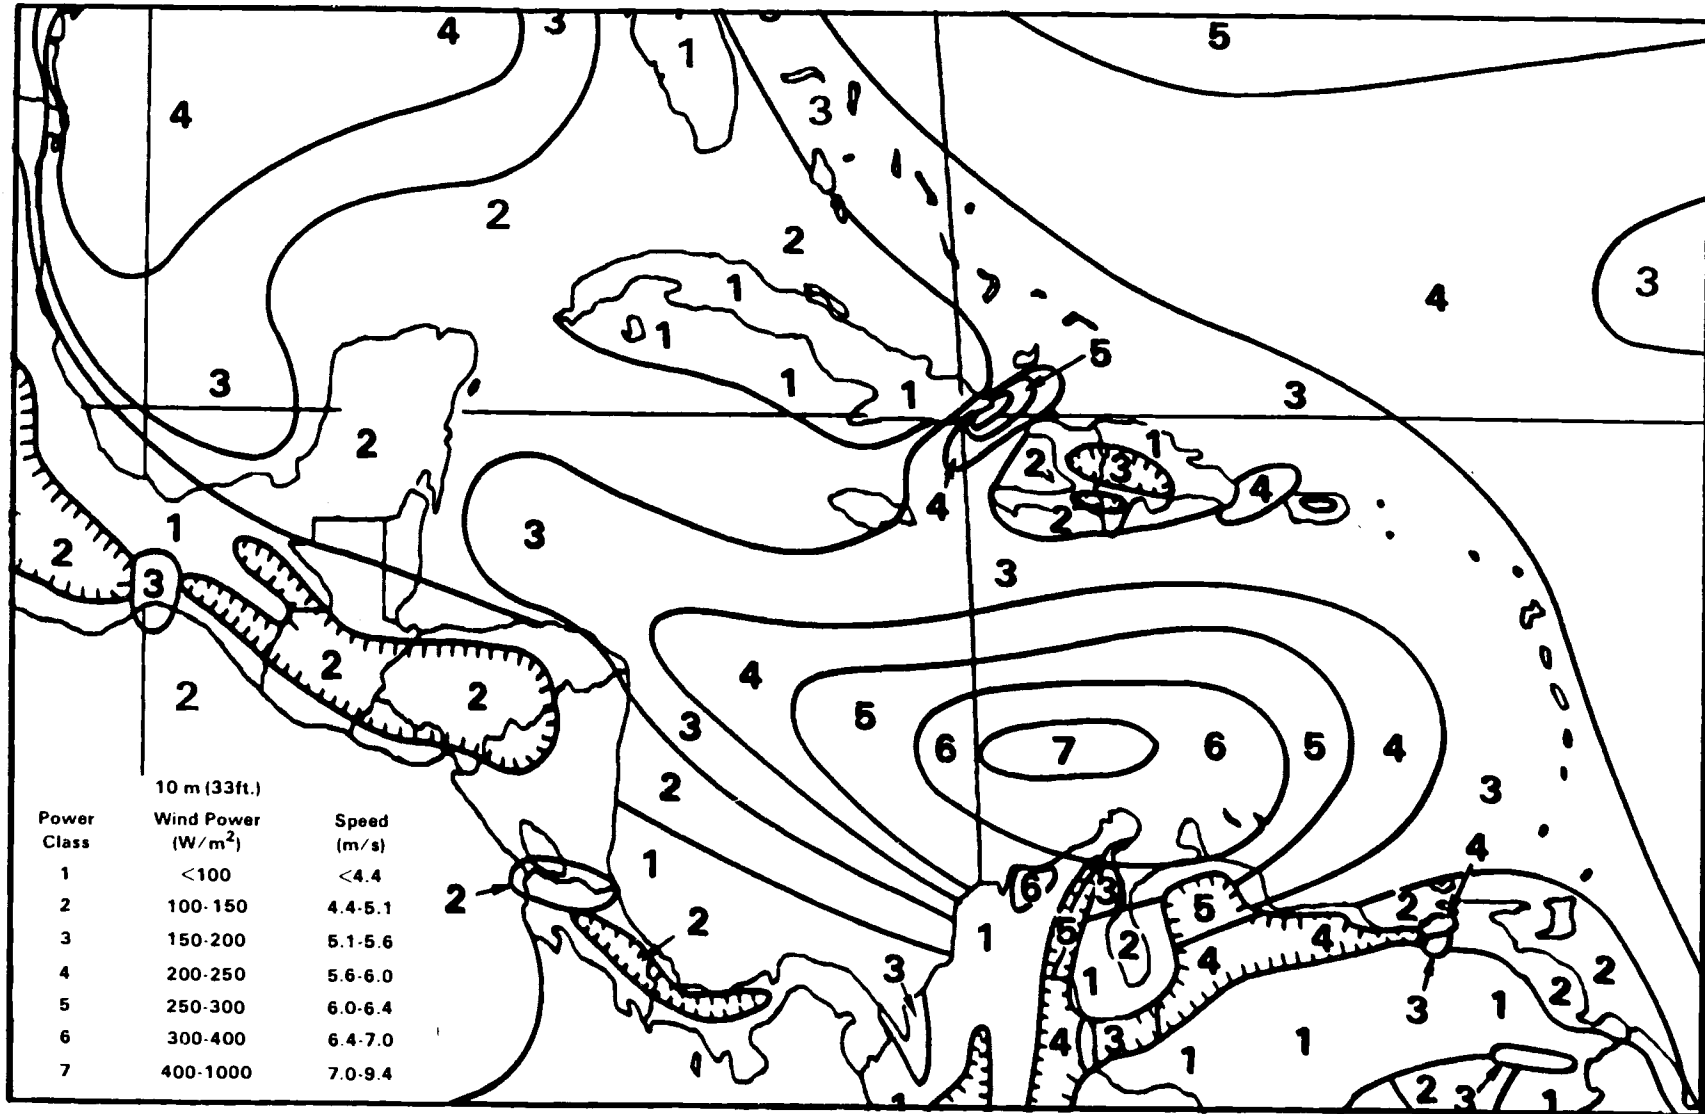 4 3 1 5
4 3
2 2
4 3
1
1 5
3 1 1 3
2 1
2 3
4 4
1 2
3
2 3 3
2 2 4
2 3 5
6 7 6 5 4
2 3
10 m (33ft.)
Power Wind Power Speed
Class (W/m²) (m/s)
1 <100 <4.4
2 100-150 4.4-5.1
3 150-200 5.1-5.6
4 200-250 5.6-6.0
5 250-300 6.0-6.4
6 300-400 6.4-7.0
7 400-1000 7.0-9.4
4
1 6 3
2 5 2
2 1 5 4
2 4 2
3 1 3 1 2
4 3 1 1
2 3 1
1